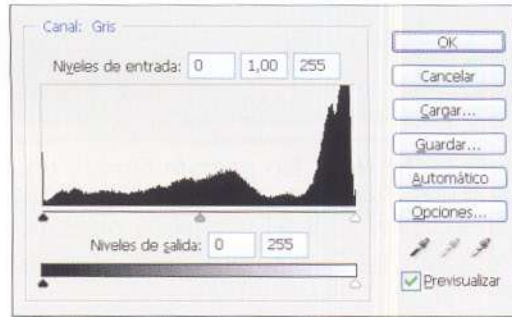 Canal: Gris
Niveles de entrada: 0 1,00 255
Niveles de salida: 0 255
OK
Cancelar
Cargar...
Guardar...
Automático
Opciones...
Previsualizar